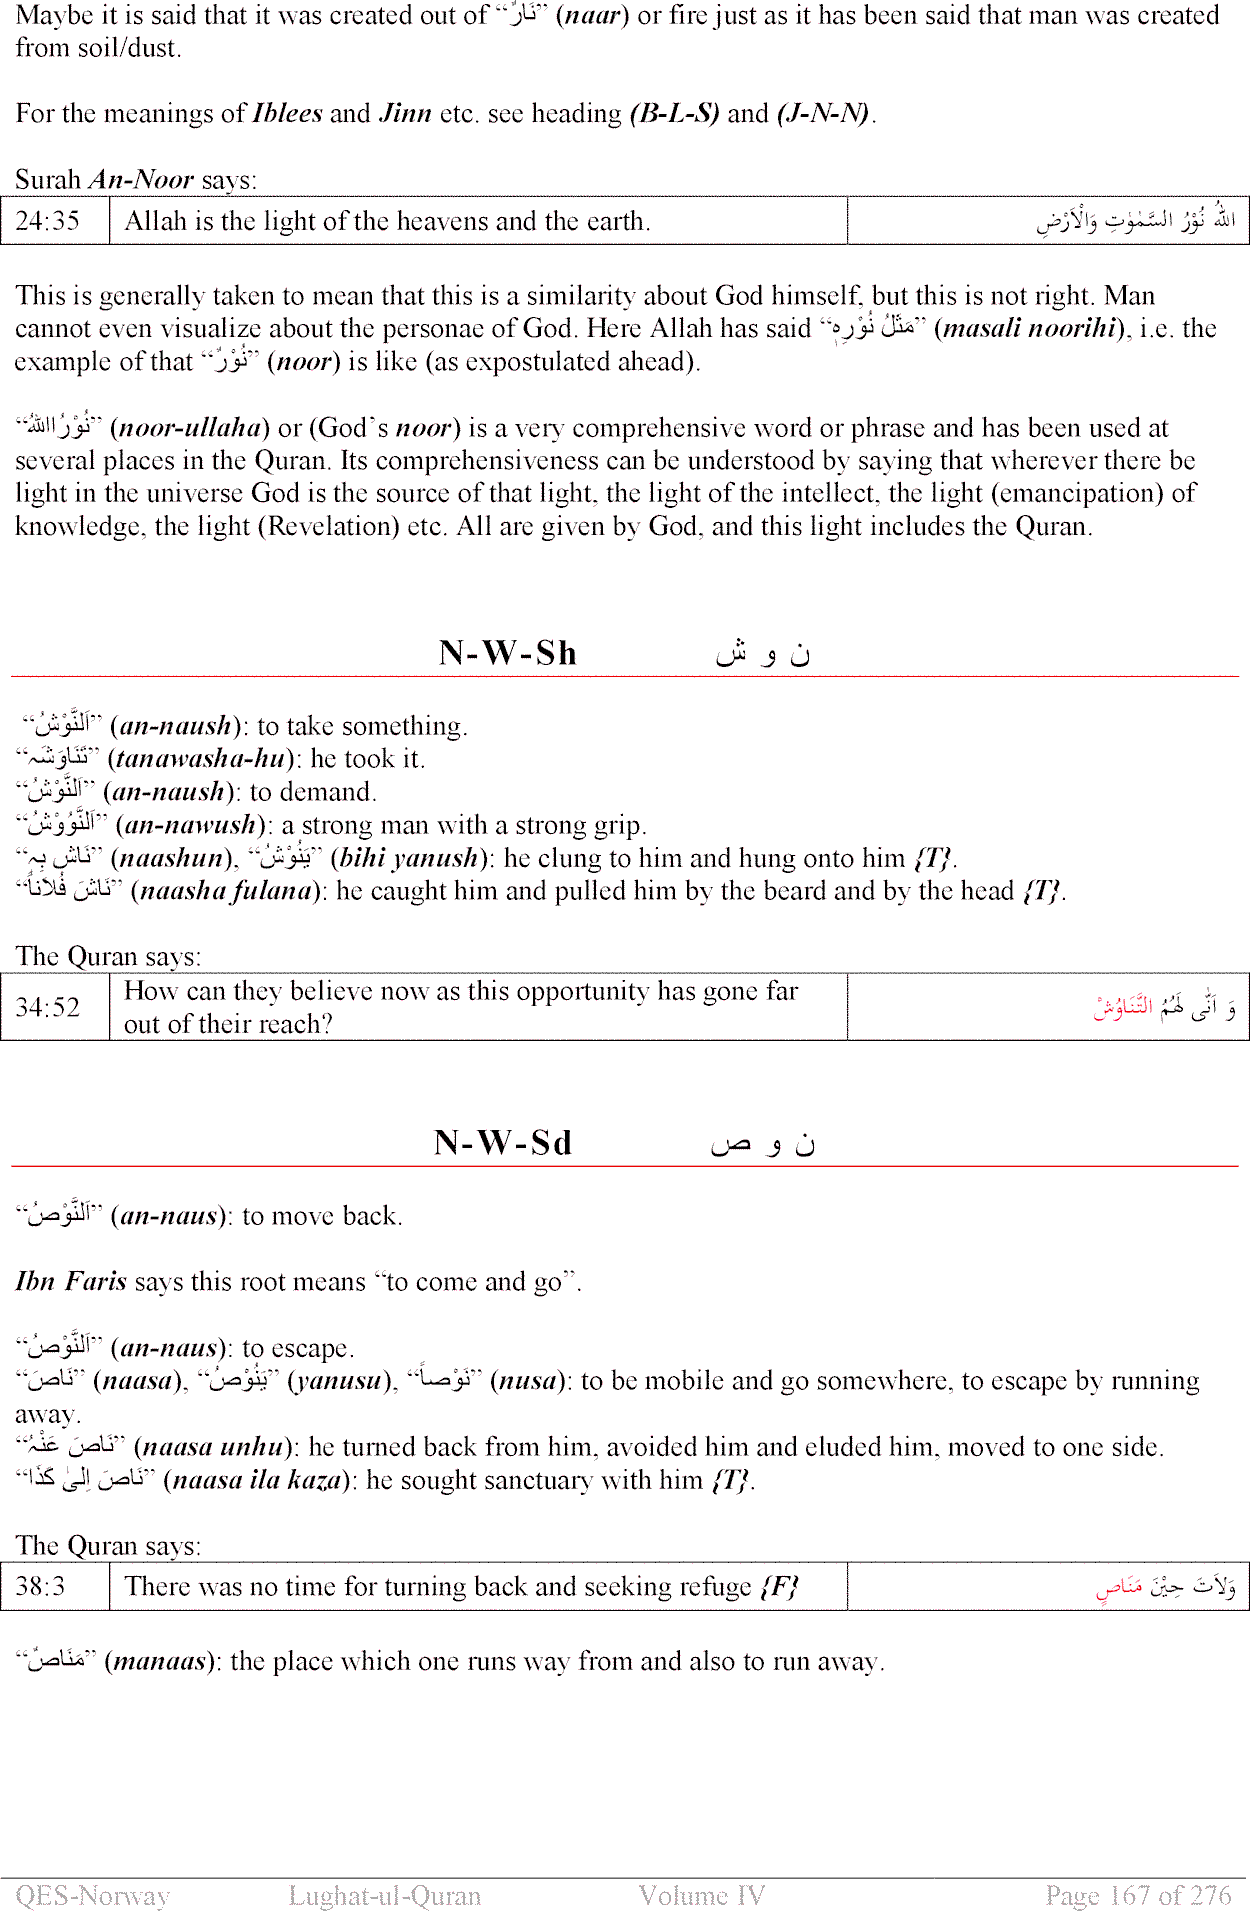 Maybe it is said that it was created out of “نَارٌ” (naar) or fire just as it has been said that man was created
from soil/dust.
For the meanings of Iblees and Jinn etc. see heading (B-L-S) and (J-N-N).
Surah An-Noor says:
24:35 Allah is the light of the heavens and the earth. اللهُ نُوْرُ السَّمٰوٰتِ وَالْاَرْضِ
This is generally taken to mean that this is a similarity about God himself, but this is not right. Man
cannot even visualize about the personae of God. Here Allah has said “مَثَلُ نُوْرِهٖ” (masali noorihi), i.e. the
example of that “نُوْرٌ” (noor) is like (as expostulated ahead).
“نُوْرُاللهُ” (noor-ullaha) or (God’s noor) is a very comprehensive word or phrase and has been used at
several places in the Quran. Its comprehensiveness can be understood by saying that wherever there be
light in the universe God is the source of that light, the light of the intellect, the light (emancipation) of
knowledge, the light (Revelation) etc. All are given by God, and this light includes the Quran.
N-W-Sh ن و ش
“اَلنَّوْشُ” (an-naush): to take something.
“تَنَاوَشَہ” (tanawasha-hu): he took it.
“اَلنَّوْشُ” (an-naush): to demand.
“اَلنَّوُوْشُ” (an-nawush): a strong man with a strong grip.
“نَاشَ بِہٖ” (naashun), “يَنُوْشُ” (bihi yanush): he clung to him and hung onto him {T}.
“نَاشَ فُلَاناً” (naasha fulana): he caught him and pulled him by the beard and by the head {T}.
The Quran says:
34:52 How can they believe now as this opportunity has gone far
out of their reach? وَ اَنّٰى لَهُمُ التَّنَاوُشْ
N-W-Sd ن و ص
“اَلنَّوْصُ” (an-naus): to move back.
Ibn Faris says this root means “to come and go”.
“اَلنَّوْصُ” (an-naus): to escape.
“نَاصَ” (naasa), “يَنُوْصُ” (yanusu), “نَوْصاً” (nusa): to be mobile and go somewhere, to escape by running
away.
“نَاصَ عَنْہُ” (naasa unhu): he turned back from him, avoided him and eluded him, moved to one side.
“نَاصَ اِلیٰ كَذَا” (naasa ila kaza): he sought sanctuary with him {T}.
The Quran says:
38:3 There was no time for turning back and seeking refuge {F} وَلَاتَ حِيْنَ مَنَاصٍ
“مَنَاصٌ” (manaas): the place which one runs way from and also to run away.
QES-Norway Lughat-ul-Quran Volume IV Page 167 of 276